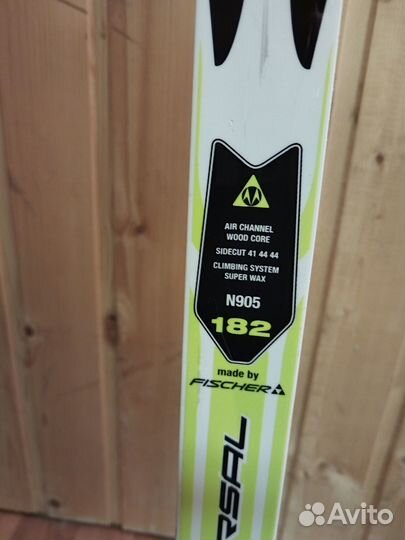 AIR CHANNEL
WOOD CORE
SIDECUT 41 44 44
CLIMBING SYSTEM
SUPER WAX
N905
182
made by
FISCHER
RSAL
Avito